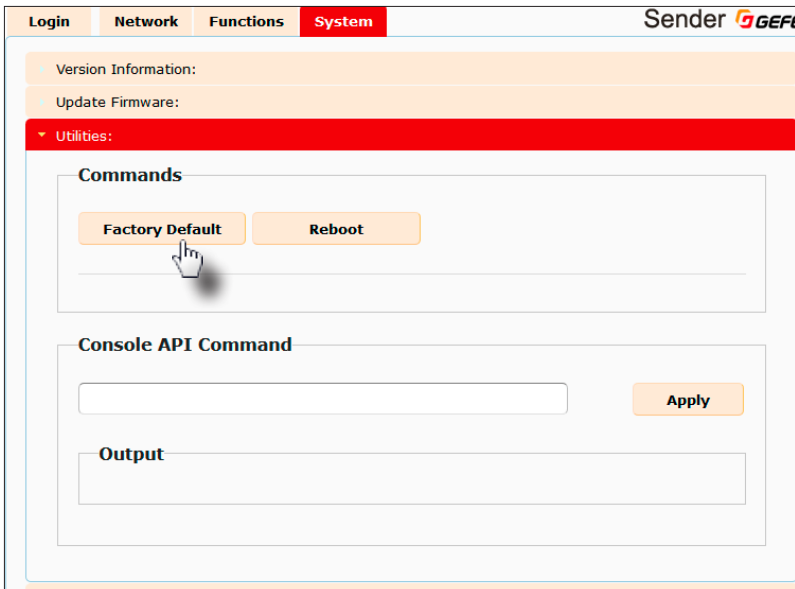 Login Network Functions System Sender GEFE
Version Information:
Update Firmware:
Utilities:
Commands
Factory Default Reboot
Console API Command
Apply
Output